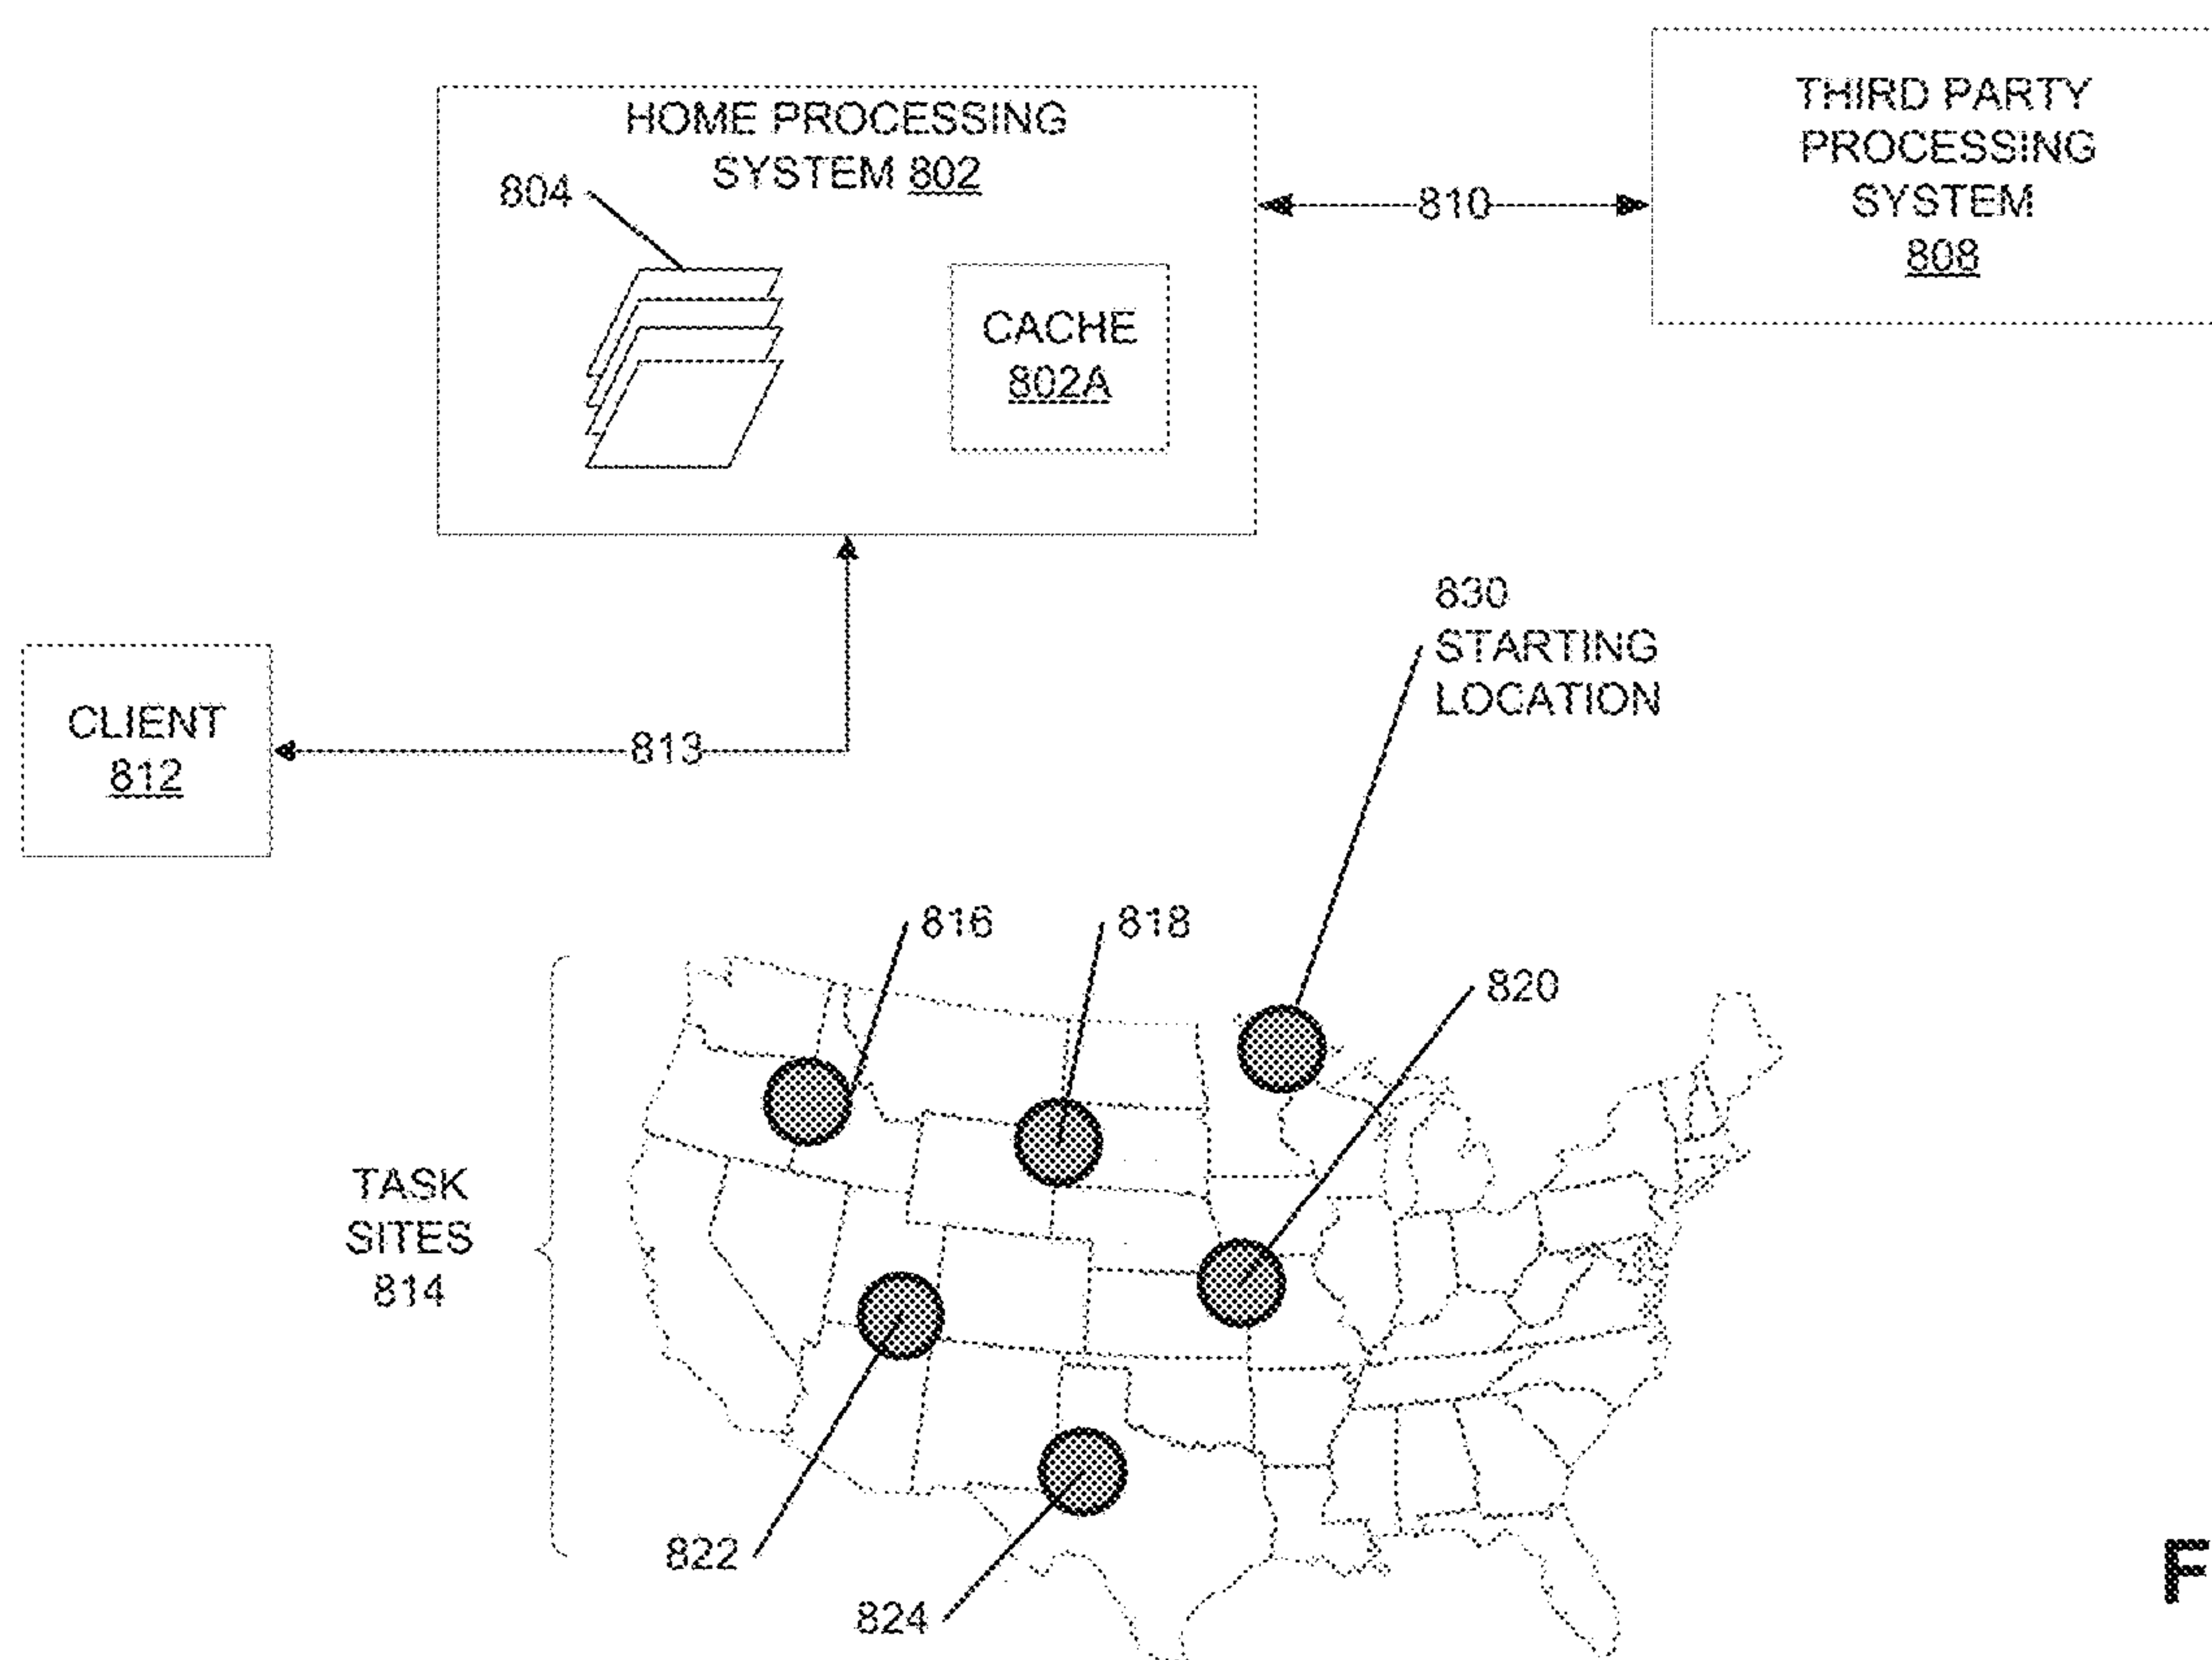 HOME PROCESSING
SYSTEM 802
804
CACHE
802A
810
THIRD PARTY
PROCESSING
SYSTEM
808
CLIENT
812
813
830
STARTING
LOCATION
816
818
820
TASK
SITES
814
822
824
F